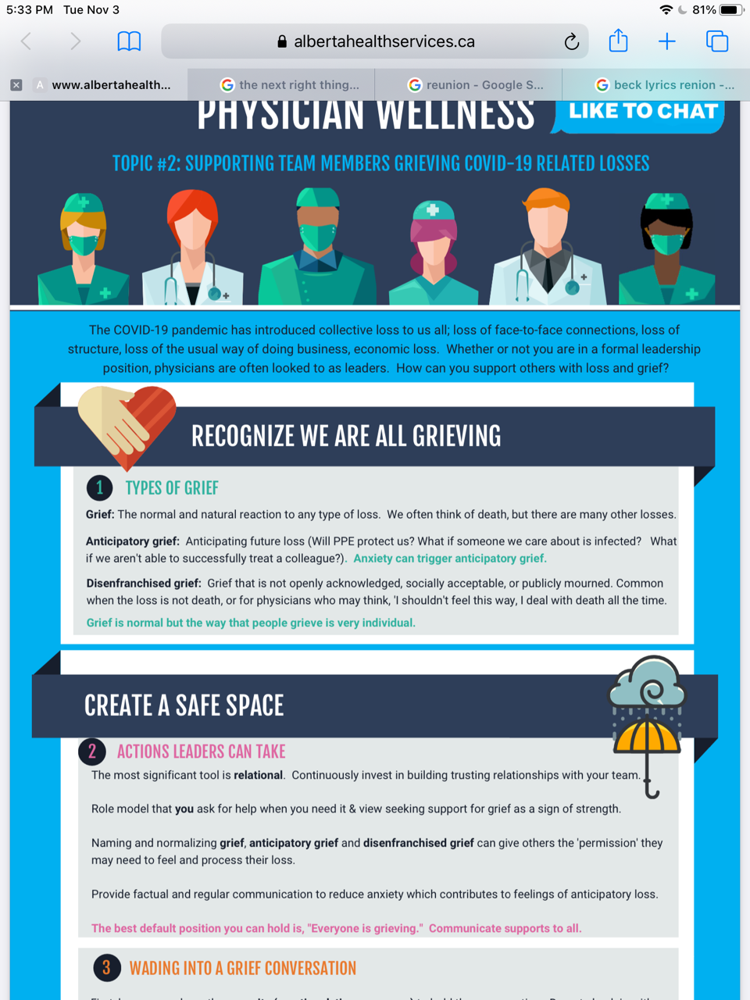 5:33 PM Tue Nov 3
81%
albertahealthservices.ca
A www.albertahealth...
the next right thing...
reunion - Google S...
beck lyrics renion -...
PHYSICIAN WELLNESS
LIKE TO CHAT
TOPIC #2: SUPPORTING TEAM MEMBERS GRIEVING COVID-19 RELATED LOSSES
The COVID-19 pandemic has introduced collective loss to us all; loss of face-to-face connections, loss of
structure, loss of the usual way of doing business, economic loss. Whether or not you are in a formal leadership
position, physicians are often looked to as leaders. How can you support others with loss and grief?
RECOGNIZE WE ARE ALL GRIEVING
1 TYPES OF GRIEF
Grief: The normal and natural reaction to any type of loss. We often think of death, but there are many other losses.
Anticipatory grief: Anticipating future loss (Will PPE protect us? What if someone we care about is infected? What
if we aren't able to successfully treat a colleague?). Anxiety can trigger anticipatory grief.
Disenfranchised grief: Grief that is not openly acknowledged, socially acceptable, or publicly mourned. Common
when the loss is not death, or for physicians who may think, 'I shouldn't feel this way, I deal with death all the time.
Grief is normal but the way that people grieve is very individual.
CREATE A SAFE SPACE
2 ACTIONS LEADERS CAN TAKE
The most significant tool is relational. Continuously invest in building trusting relationships with your team.
Role model that you ask for help when you need it & view seeking support for grief as a sign of strength.
Naming and normalizing grief, anticipatory grief and disenfranchised grief can give others the 'permission' they
may need to feel and process their loss.
Provide factual and regular communication to reduce anxiety which contributes to feelings of anticipatory loss.
The best default position you can hold is, "Everyone is grieving." Communicate supports to all.
3 WADING INTO A GRIEF CONVERSATION